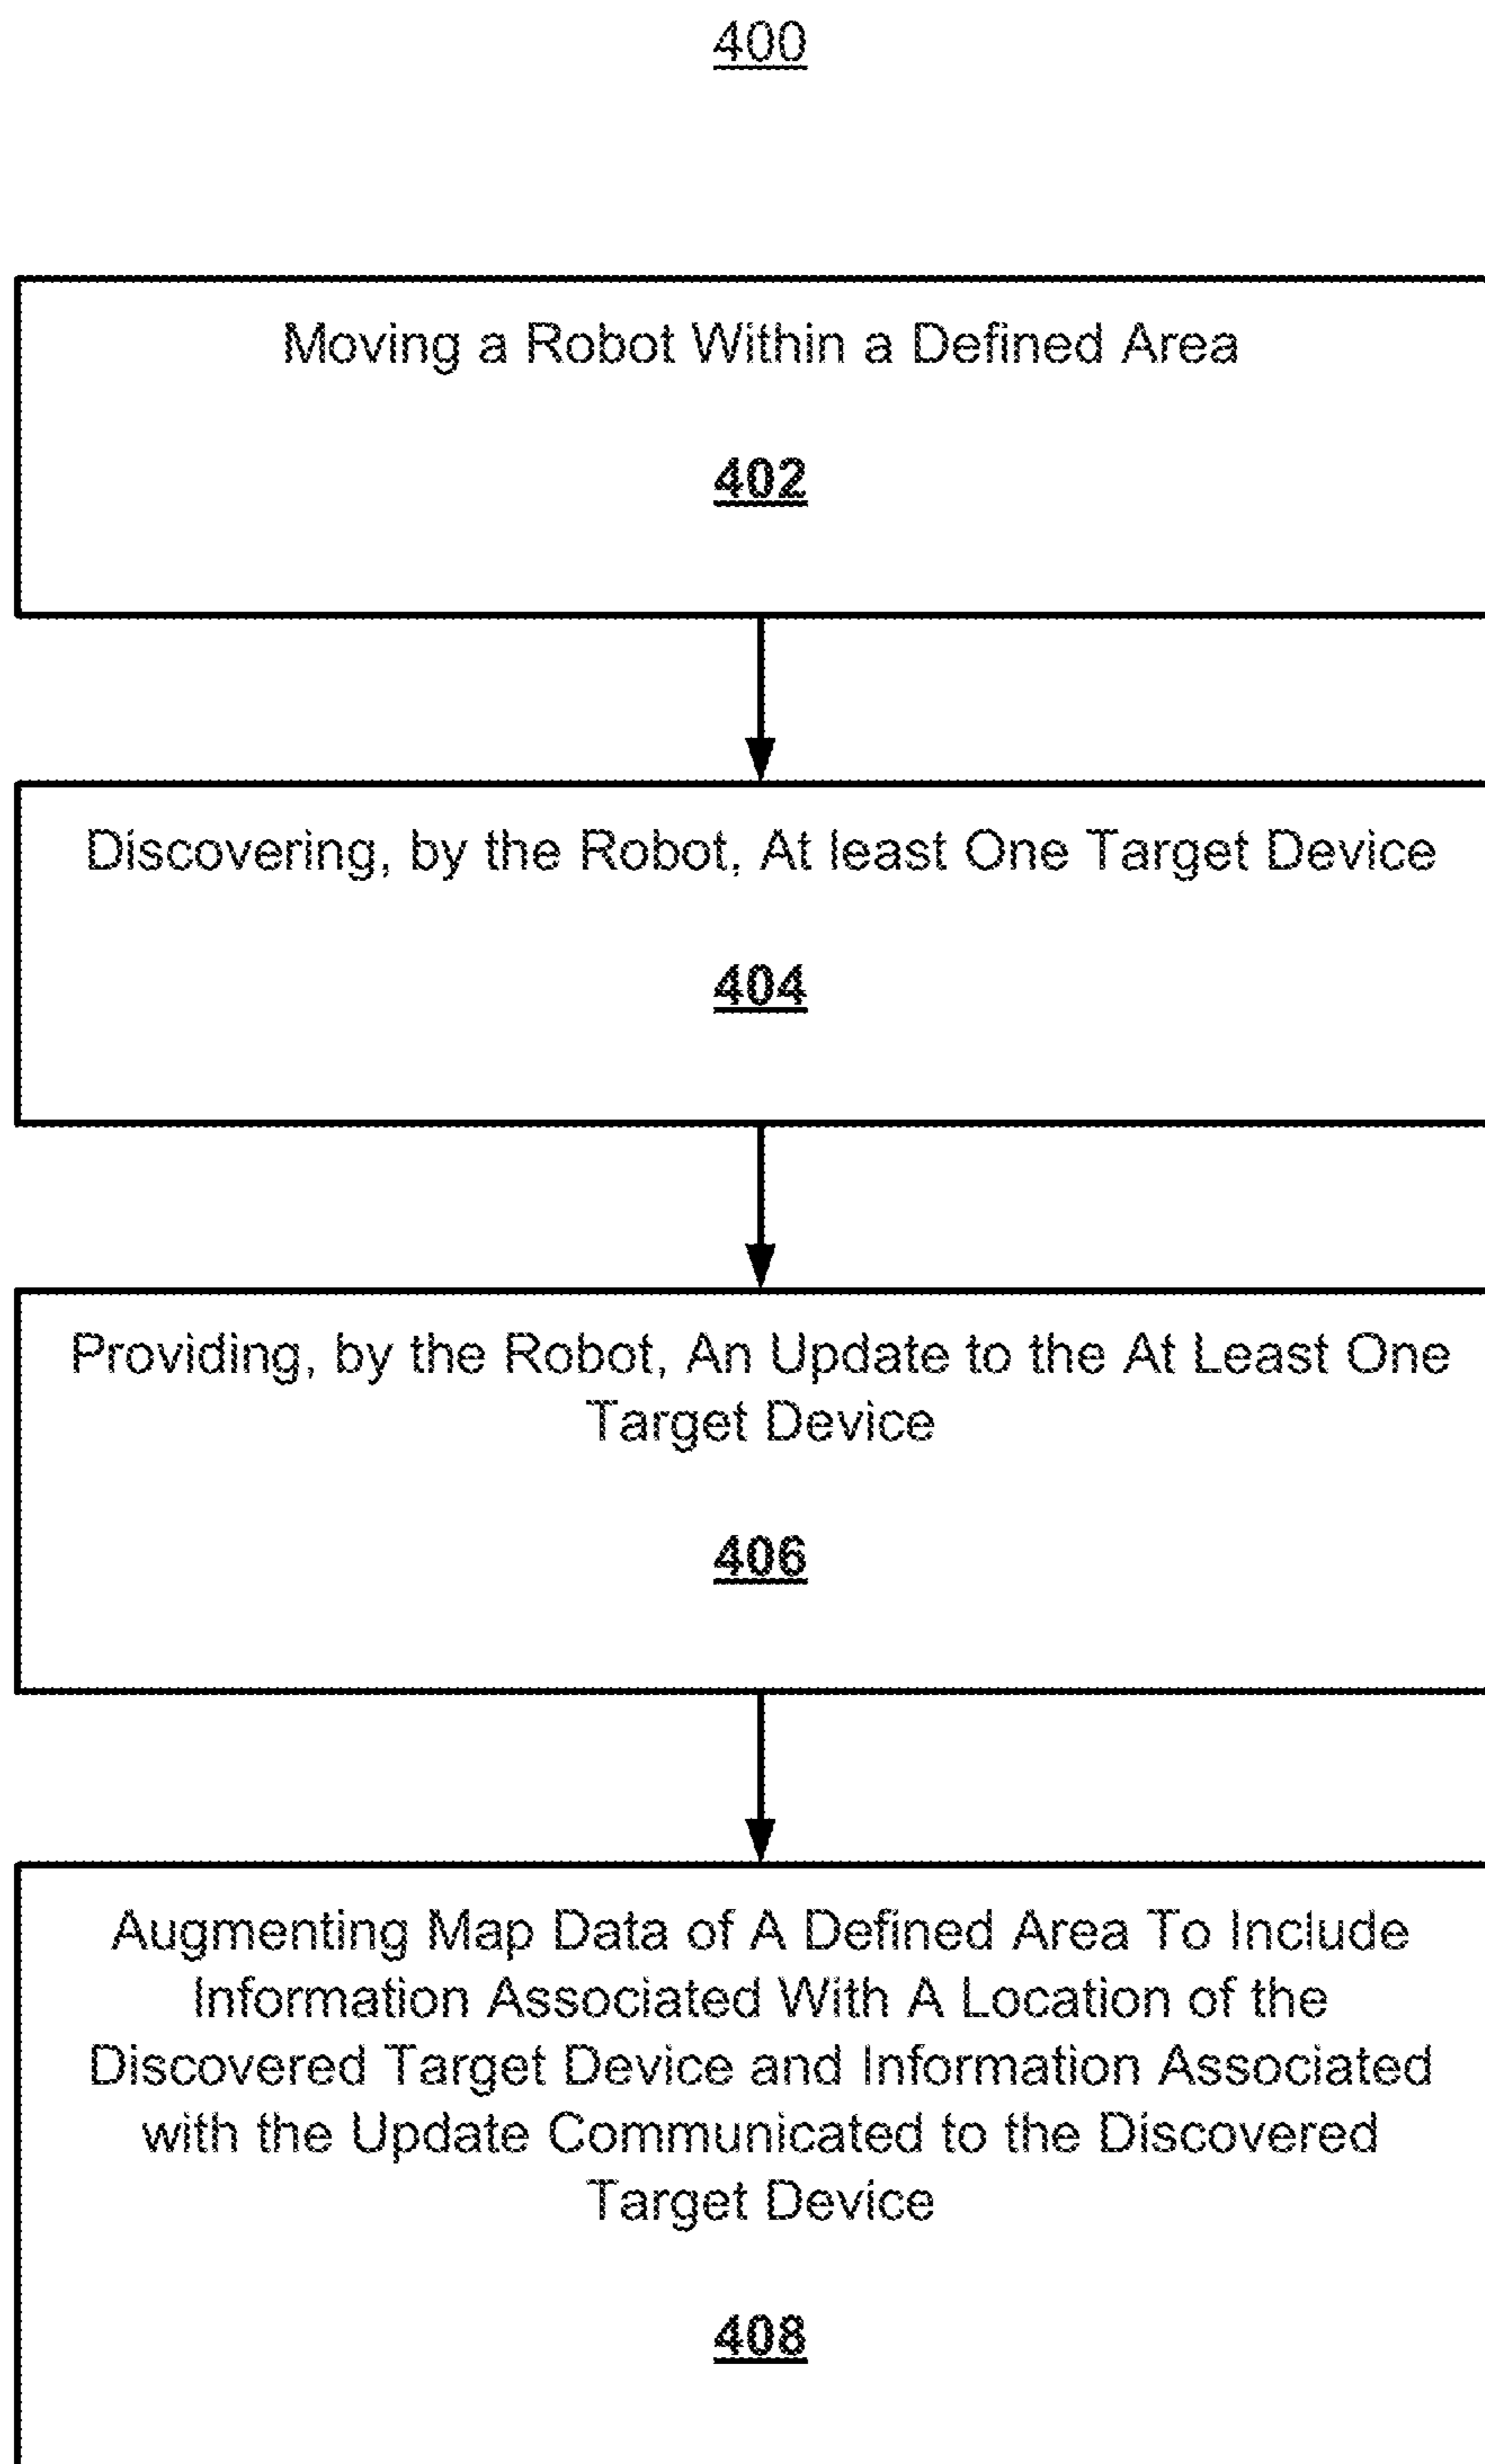 400
Moving a Robot Within a Defined Area
402
Discovering, by the Robot, At least One Target Device
404
Providing, by the Robot, An Update to the At Least One
Target Device
406
Augmenting Map Data of A Defined Area To Include
Information Associated With A Location of the
Discovered Target Device and Information Associated
with the Update Communicated to the Discovered
Target Device
408